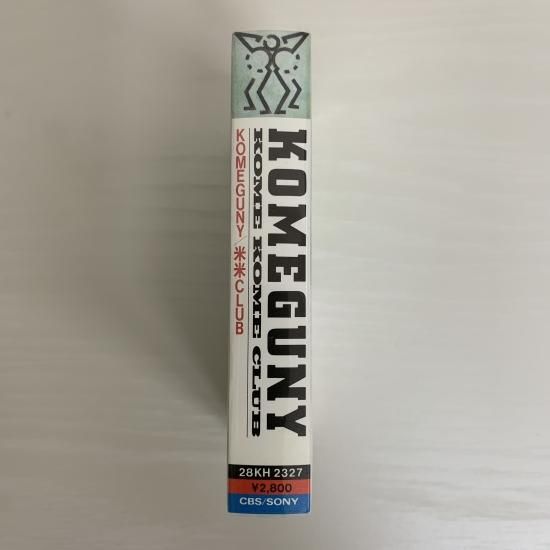 KOMEGUNY
KOME KOME CLUB
KOMEGUNY/米米CLUB
28KH 2327
¥2,800
CBS/SONY